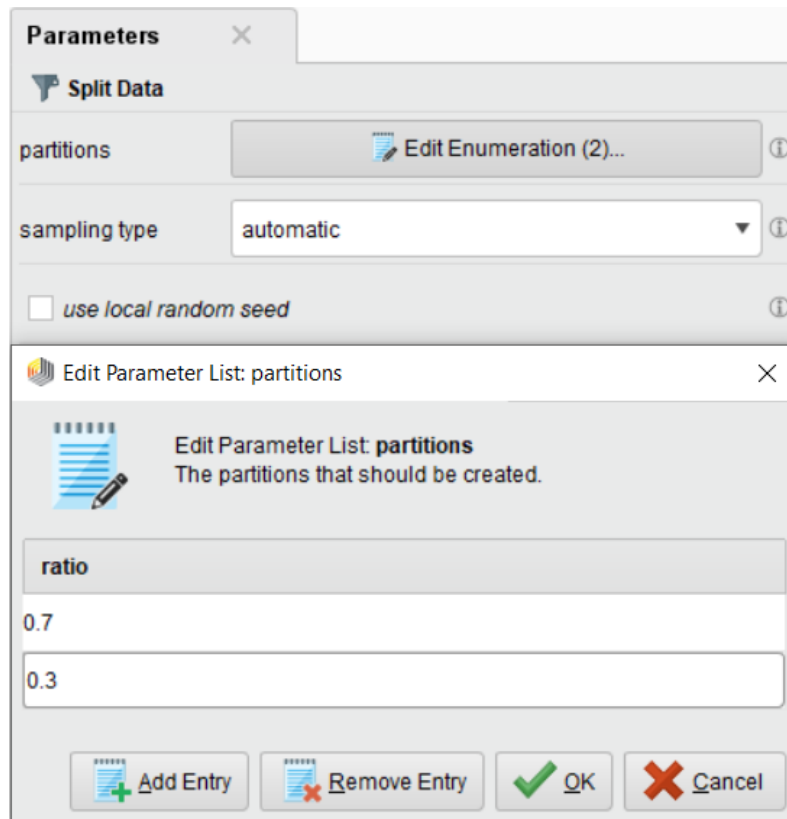 Parameters
Split Data
partitions
Edit Enumeration (2)...
sampling type
automatic
use local random seed
Edit Parameter List: partitions
Edit Parameter List: partitions
The partitions that should be created.
ratio
0.7
0.3
Add Entry
Remove Entry
OK
Cancel